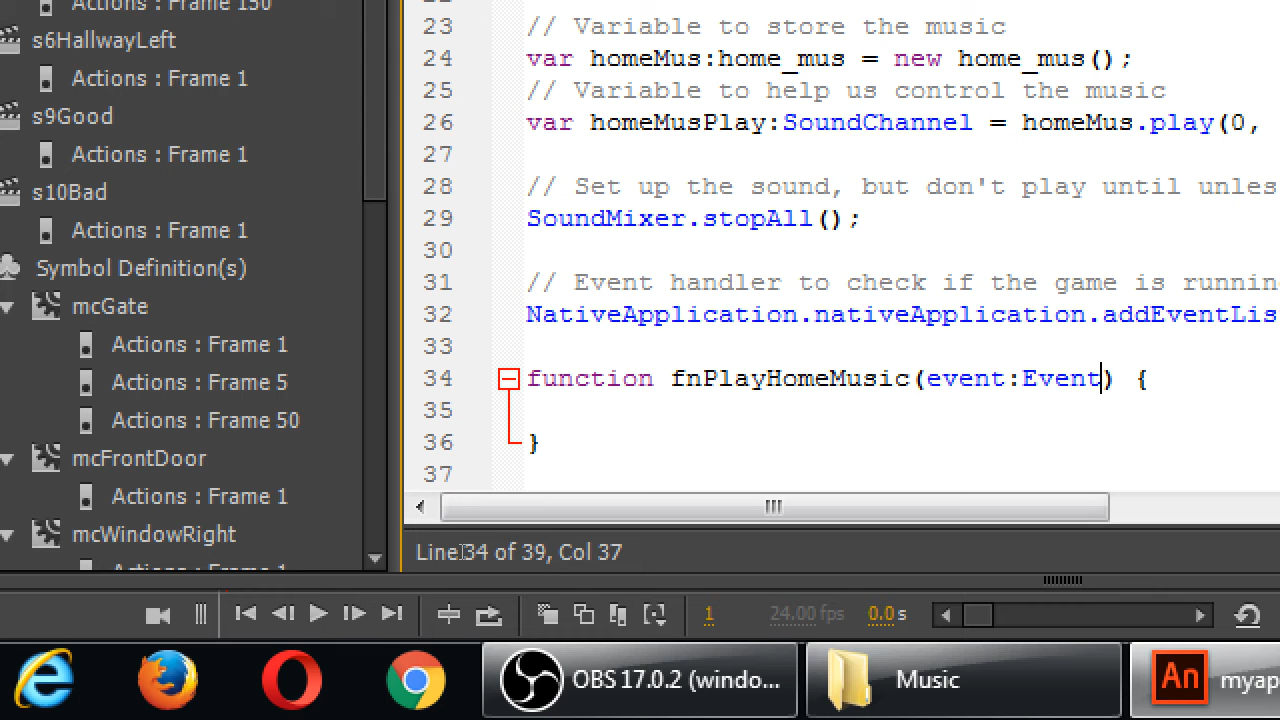 Actions : Frame 150
s6HallwayLeft
Actions : Frame 1
s9Good
Actions : Frame 1
s10Bad
Actions : Frame 1
Symbol Definition(s)
mcGate
Actions : Frame 1
Actions : Frame 5
Actions : Frame 50
mcFrontDoor
Actions : Frame 1
mcWindowRight
Actions : Frame 1
23 // Variable to store the music
24 var homeMus:home_mus = new home_mus();
25 // Variable to help us control the music
26 var homeMusPlay:SoundChannel = homeMus.play(0,
27
28 // Set up the sound, but don't play until unles
29 SoundMixer.stopAll();
30
31 // Event handler to check if the game is runnin
32 NativeApplication.nativeApplication.addEventLis
33
34 function fnPlayHomeMusic(event:Event) {
35
36 }
37
Line 34 of 39, Col 37
1 24.00 fps 0.0 s
OBS 17.0.2 (windo...
Music
An
myap